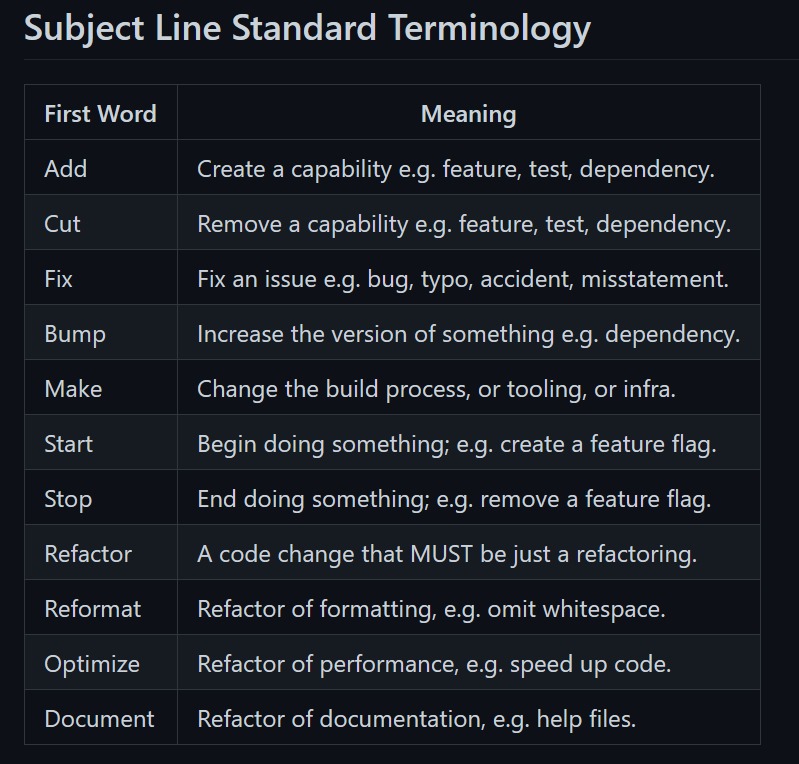 Subject Line Standard Terminology
First Word Meaning
Add Create a capability e.g. feature, test, dependency.
Cut Remove a capability e.g. feature, test, dependency.
Fix Fix an issue e.g. bug, typo, accident, misstatement.
Bump Increase the version of something e.g. dependency.
Make Change the build process, or tooling, or infra.
Start Begin doing something; e.g. create a feature flag.
Stop End doing something; e.g. remove a feature flag.
Refactor A code change that MUST be just a refactoring.
Reformat Refactor of formatting, e.g. omit whitespace.
Optimize Refactor of performance, e.g. speed up code.
Document Refactor of documentation, e.g. help files.